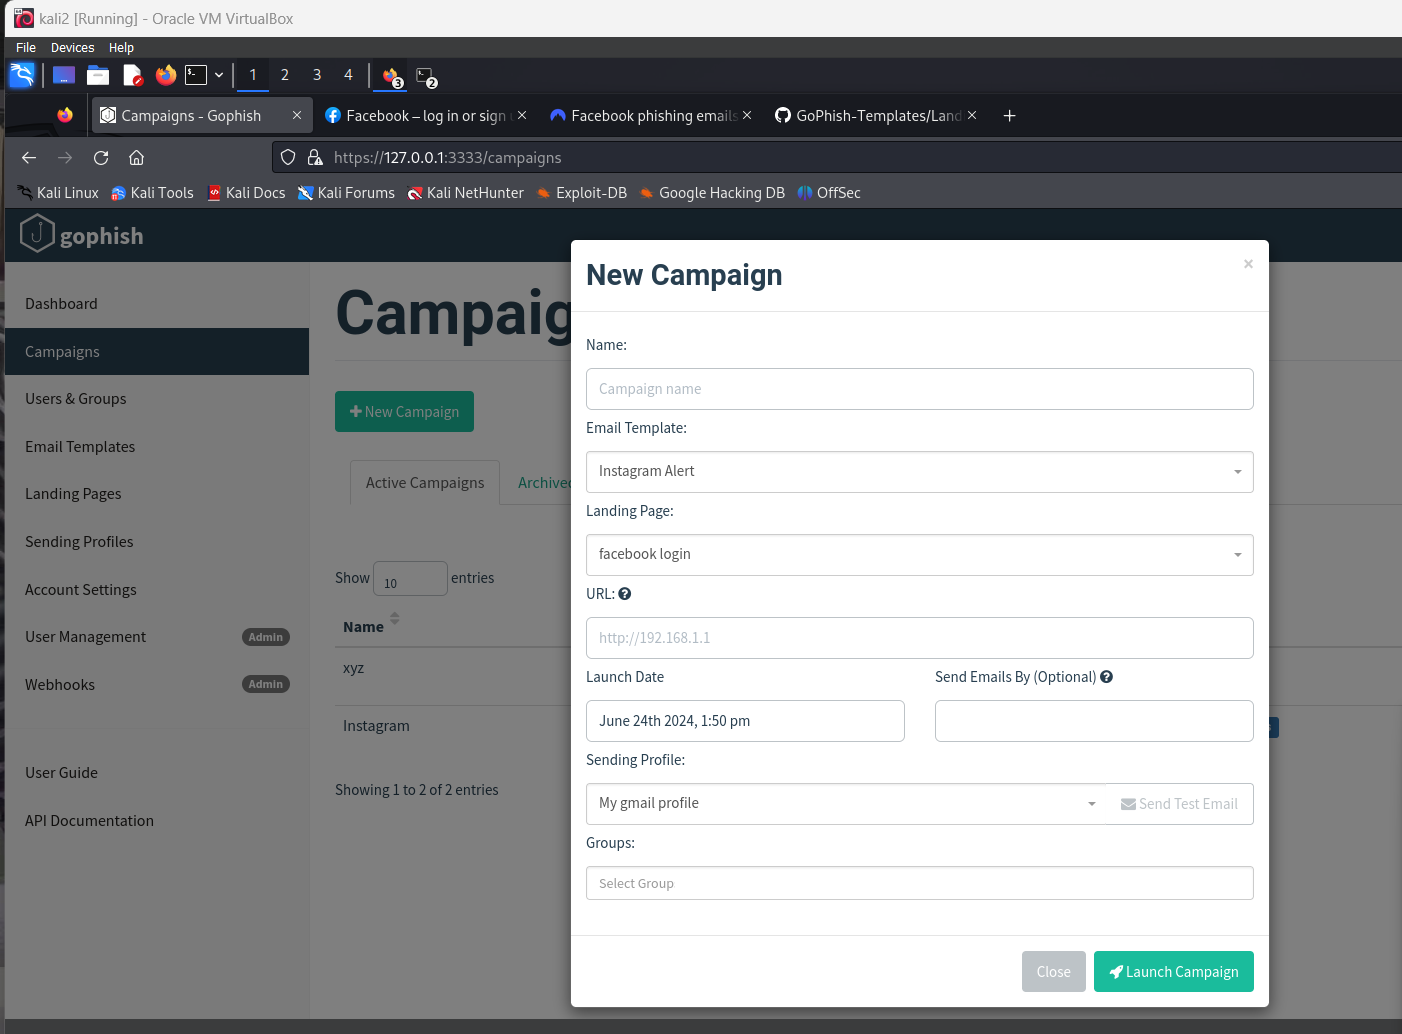 kali2 [Running] - Oracle VM VirtualBox
File Devices Help
1 2 3 4 3 2
Campaigns - Gophish
Facebook – log in or sign
Facebook phishing emails
GoPhish-Templates/Land
https://127.0.0.1:3333/campaigns
Kali Linux Kali Tools Kali Docs Kali Forums Kali NetHunter Exploit-DB Google Hacking DB OffSec
gophish
Dashboard
Campaigns
Users & Groups
Email Templates
Landing Pages
Sending Profiles
Account Settings
User Management Admin
Webhooks Admin
User Guide
API Documentation
Campaig
New Campaign
Active Campaigns Archived
Show 10 entries
Name
xyz
Instagram
Showing 1 to 2 of 2 entries
New Campaign ×
Name:
Campaign name
Email Template:
Instagram Alert
Landing Page:
facebook login
URL:
http://192.168.1.1
Launch Date Send Emails By (Optional)
June 24th 2024, 1:50 pm
Sending Profile:
My gmail profile Send Test Email
Groups:
Select Group
Close Launch Campaign